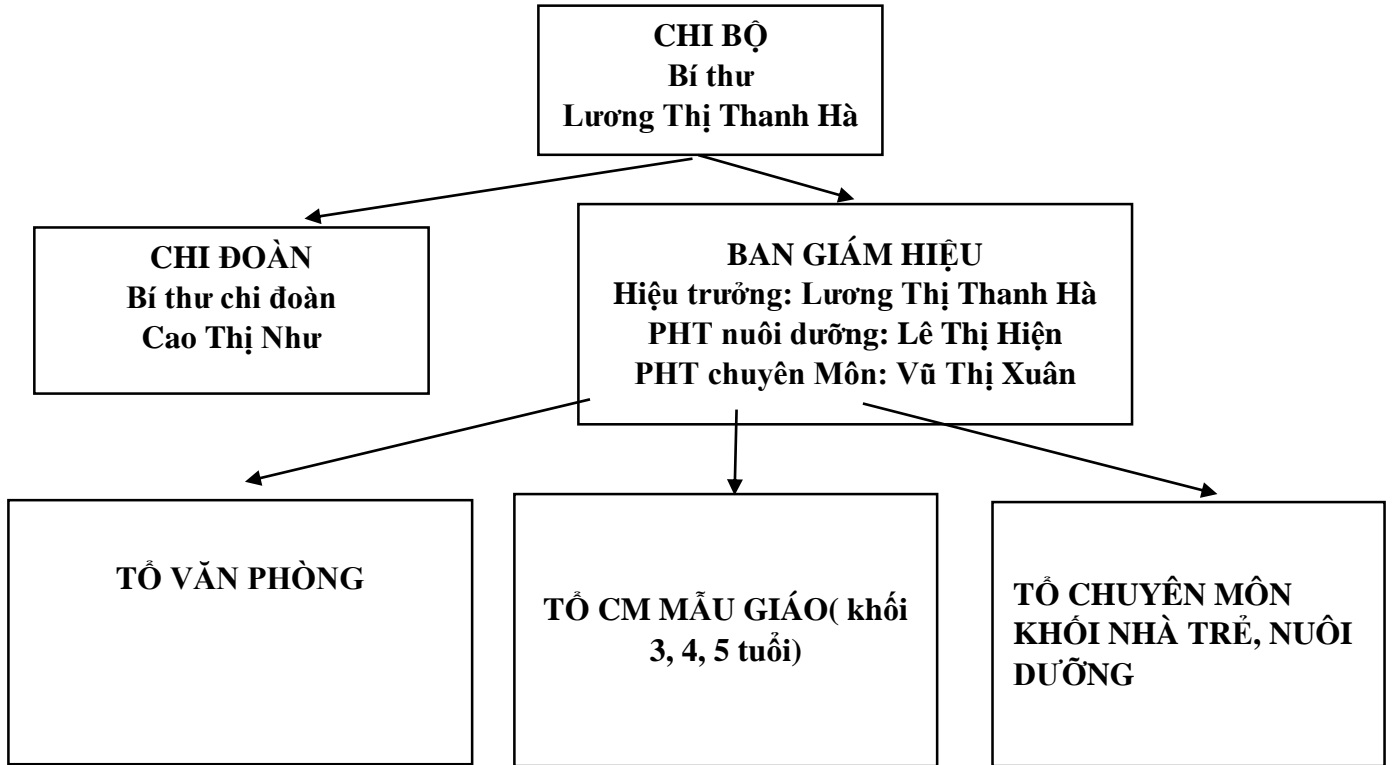 CHI BỘ
Bí thư
Lương Thị Thanh Hà
CHI ĐOÀN
Bí thư chi đoàn
Cao Thị Như
BAN GIÁM HIỆU
Hiệu trưởng: Lương Thị Thanh Hà
PHT nuôi dưỡng: Lê Thị Hiện
PHT chuyên Môn: Vũ Thị Xuân
TỔ VĂN PHÒNG
TỔ CM MẪU GIÁO( khối
3, 4, 5 tuổi)
TỔ CHUYÊN MÔN
KHỐI NHÀ TRẺ, NUÔI
DƯỠNG